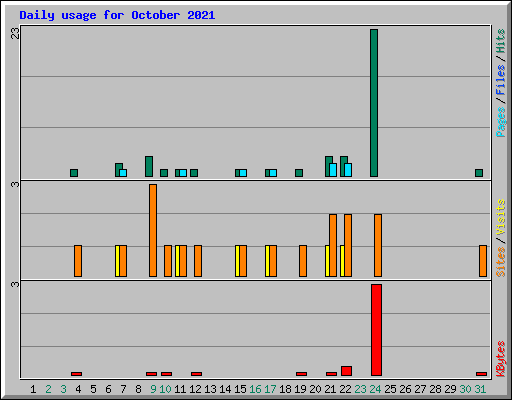 Daily usage for October 2021
23
Pages / Files / Hits
3
Sites / Visits
3
KBytes
1 2 3 4 5 6 7 8 9 10 11 12 13 14 15 16 17 18 19 20 21 22 23 24 25 26 27 28 29 30 31